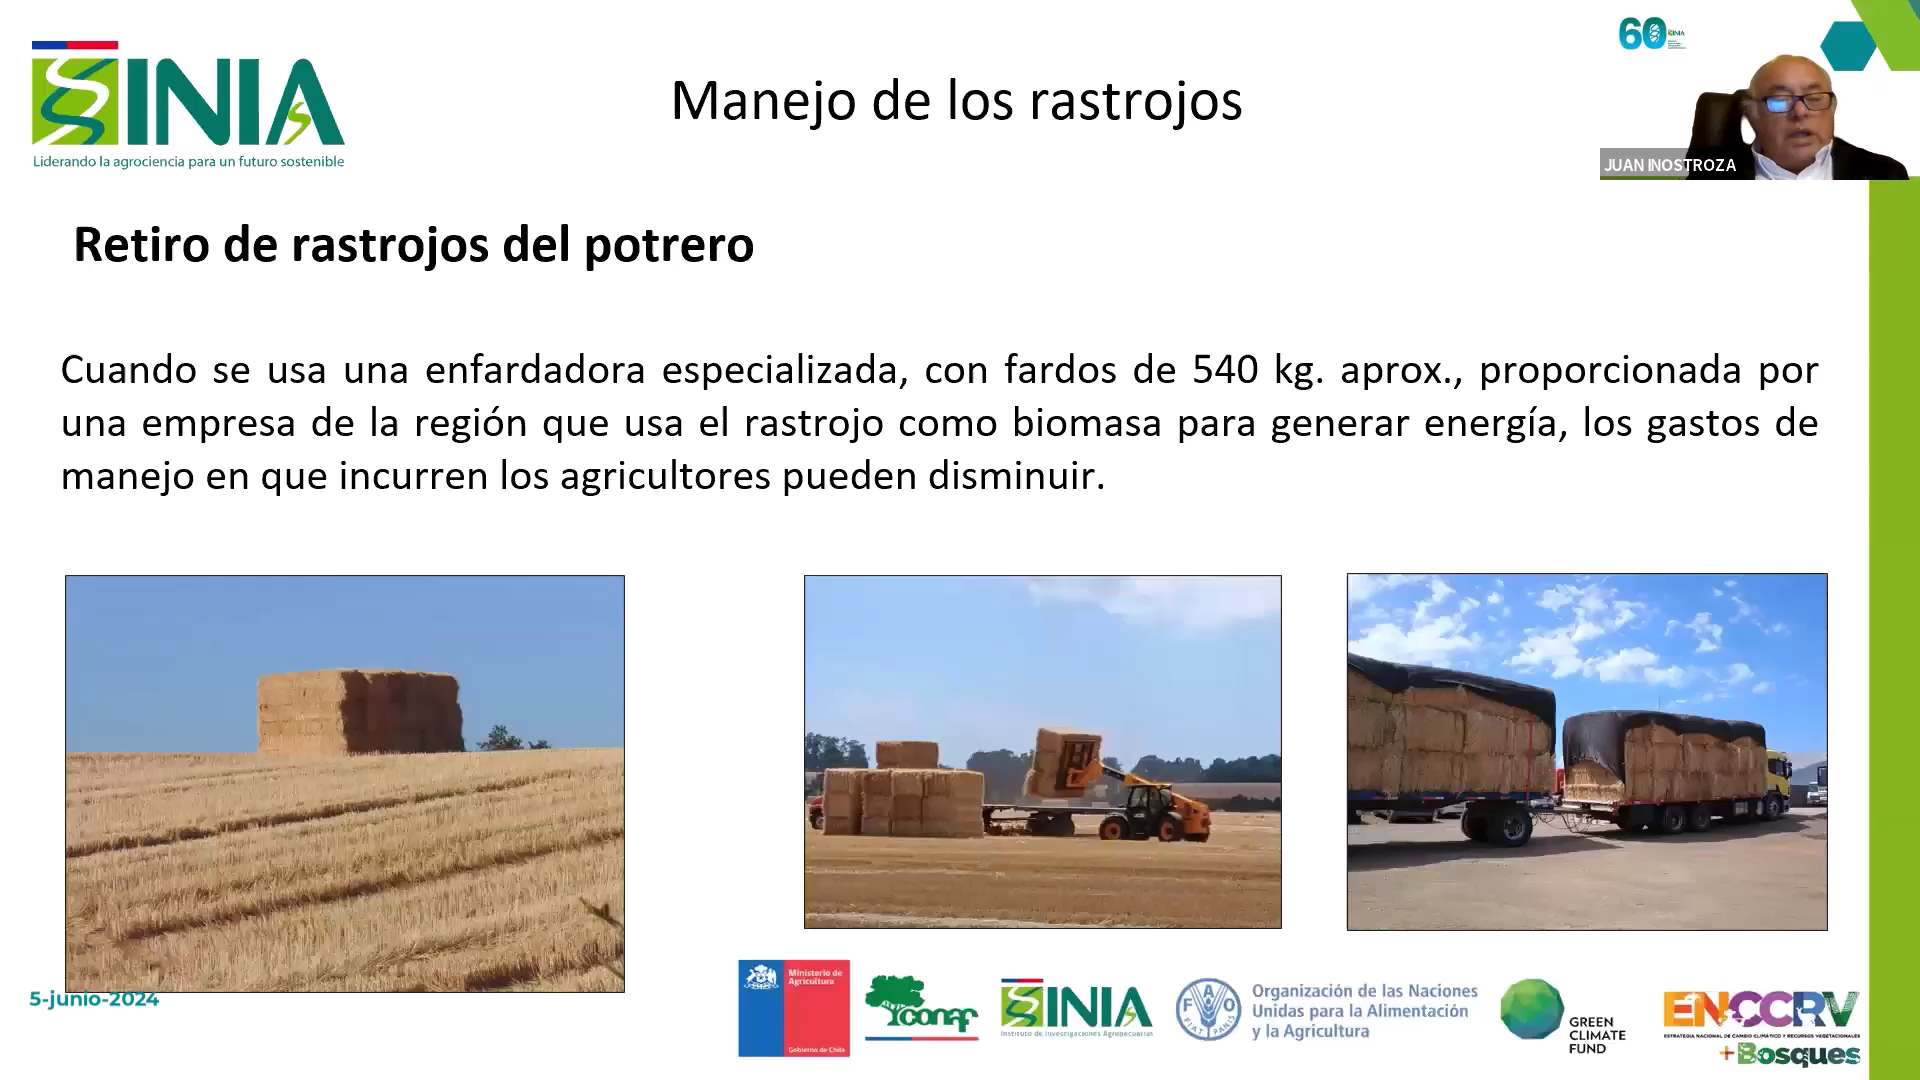 INIA
Liderando la agrociencia para un futuro sostenible
Manejo de los rastrojos
60
INIA
JUAN INOSTROZA
Retiro de rastrojos del potrero
Cuando se usa una enfardadora especializada, con fardos de 540 kg. aprox., proporcionada por
una empresa de la región que usa el rastrojo como biomasa para generar energía, los gastos de
manejo en que incurren los agricultores pueden disminuir.
5-junio-2024
Ministerio de
Agricultura
Gobierno de Chile
conaf
INIA
Instituto de Investigaciones Agropecuarias
FAO
FIAT PANIS
Organización de las Naciones
Unidas para la Alimentación
y la Agricultura
GREEN
CLIMATE
FUND
ENCCRV
ESTRATEGIA NACIONAL DE CAMBIO CLIMÁTICO Y RECURSOS VEGETACIONALES
+Bosques